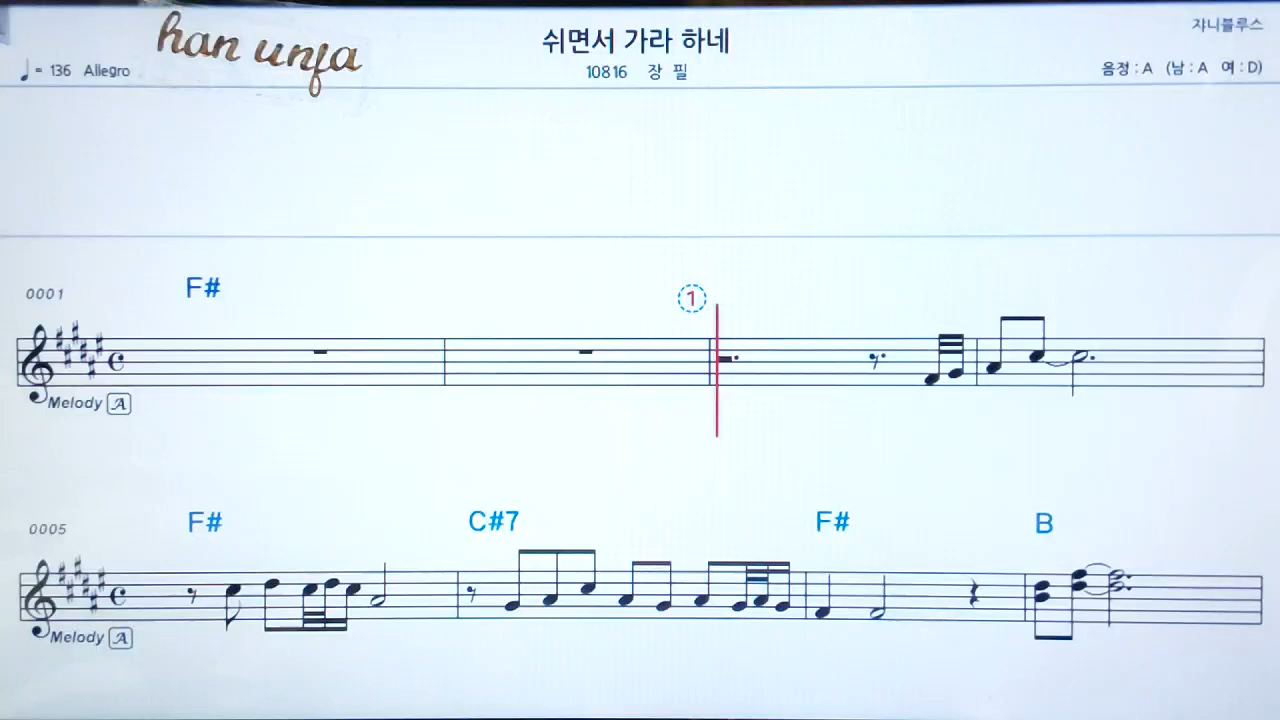 han unfa
쉬면서 가라 하네
쟈니블루스
♩= 136 Allegro
10816 장 필
음정 : A (남 : A 여 : D)
0001
F#
1
Melody A
0005
F# C#7 F# B
Melody A